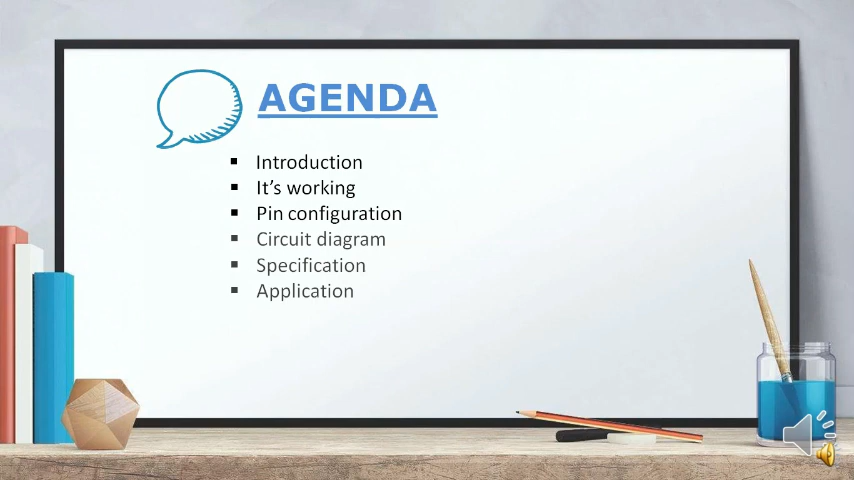 AGENDA
Introduction
It’s working
Pin configuration
Circuit diagram
Specification
Application